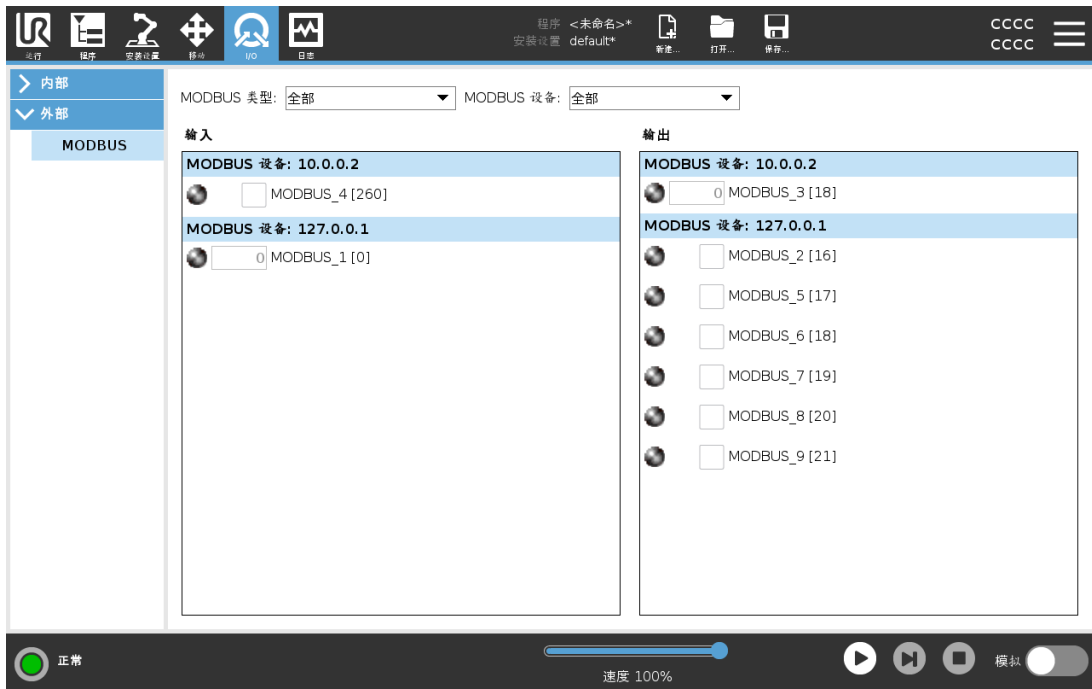 程序 <未命名>*
安装设置 default*
CCCC
CCCC
运行 程序 安装设置 移动 I/O 日志 新建... 打开... 保存...
内部
外部
MODBUS
MODBUS 类型: 全部 MODBUS 设备: 全部
输入
MODBUS 设备: 10.0.0.2
MODBUS_4 [260]
MODBUS 设备: 127.0.0.1
0 MODBUS_1 [0]
输出
MODBUS 设备: 10.0.0.2
0 MODBUS_3 [18]
MODBUS 设备: 127.0.0.1
MODBUS_2 [16]
MODBUS_5 [17]
MODBUS_6 [18]
MODBUS_7 [19]
MODBUS_8 [20]
MODBUS_9 [21]
正常
速度 100%
模拟